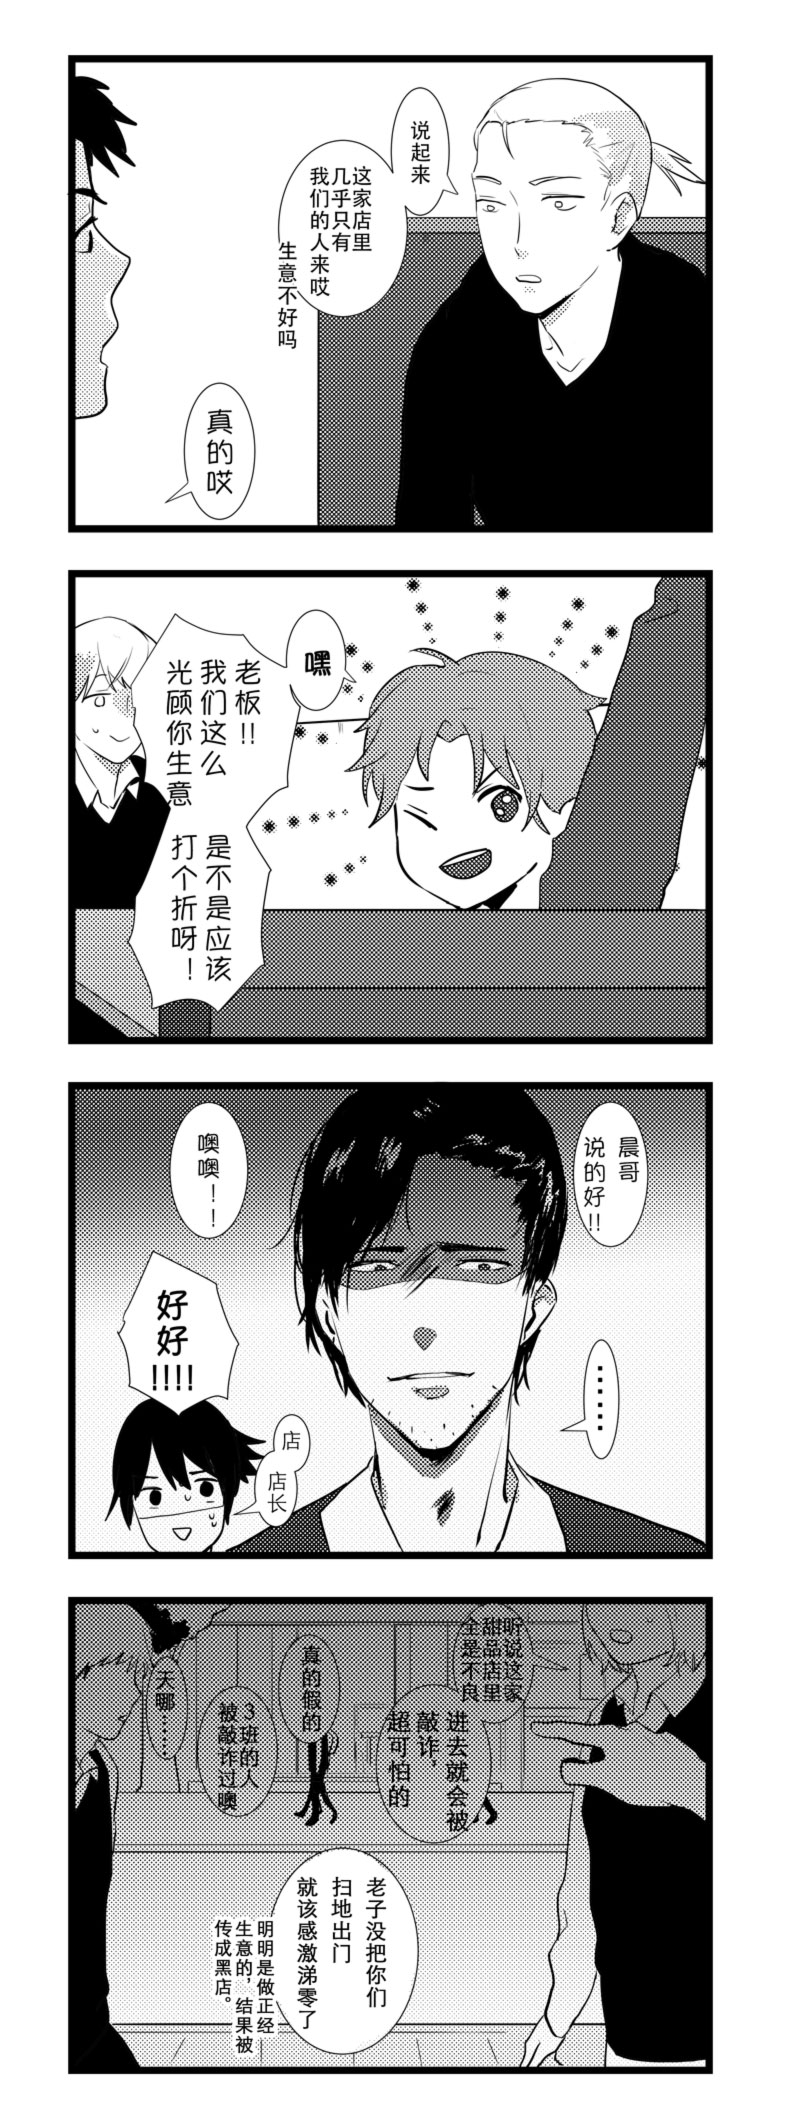 说起来
这家店里
几乎只有
我们的人来哎
生意不好吗
真的哎
嘿
老板!!
我们这么
光顾你生意
是不是应该
打个折呀！
晨哥
说的好!!
噢噢！！
……
好
好
!!!!
店
店长
听说这家
甜品店里
全是不良
进去就会被
敲诈，
超可怕的
真的假的
3班的人
被敲诈过噢
天哪……
老子没把你们
扫地出门
就该感激涕零了
明明是做正经
生意的，结果被
传成黑店。